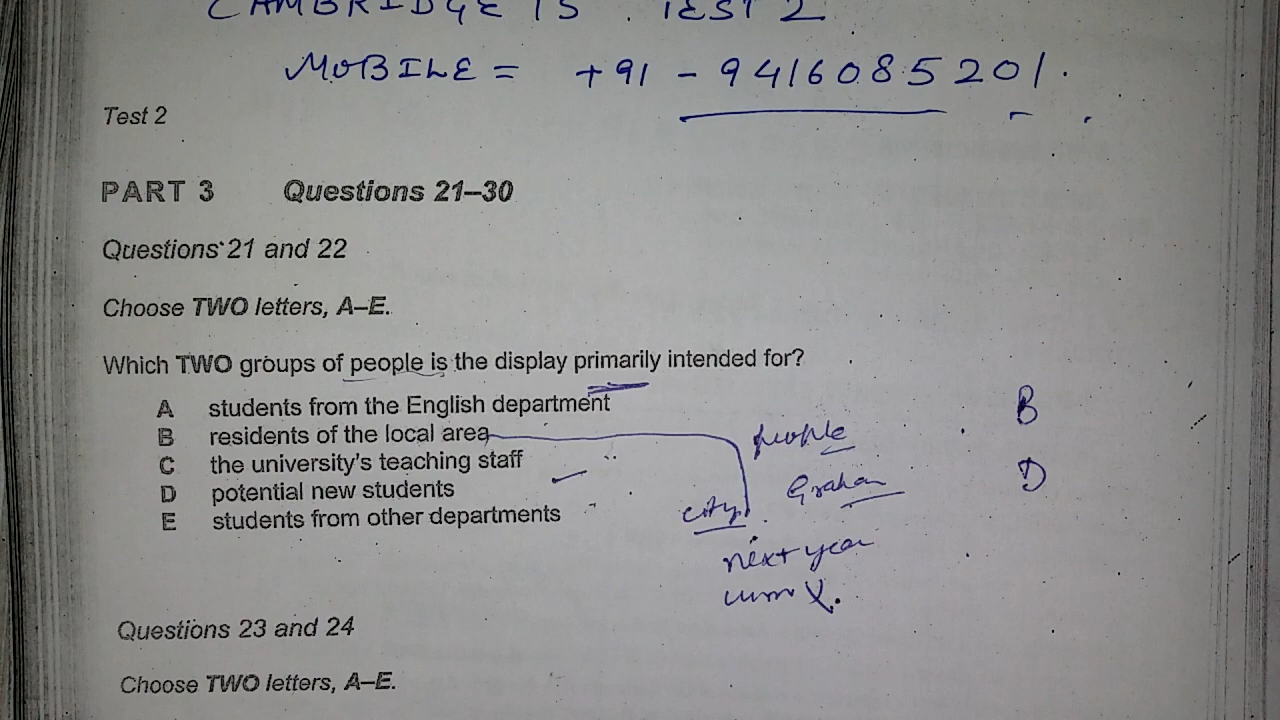 CAMBRIDGE 15 . TEST 2
MOBILE = +91 - 9416085201.
Test 2
PART 3 Questions 21–30
Questions 21 and 22
Choose TWO letters, A–E.
Which TWO groups of people is the display primarily intended for?
A students from the English department
B residents of the local area
C the university's teaching staff
D potential new students
E students from other departments
people
Graham
city
next year
B
D
Questions 23 and 24
Choose TWO letters, A–E.